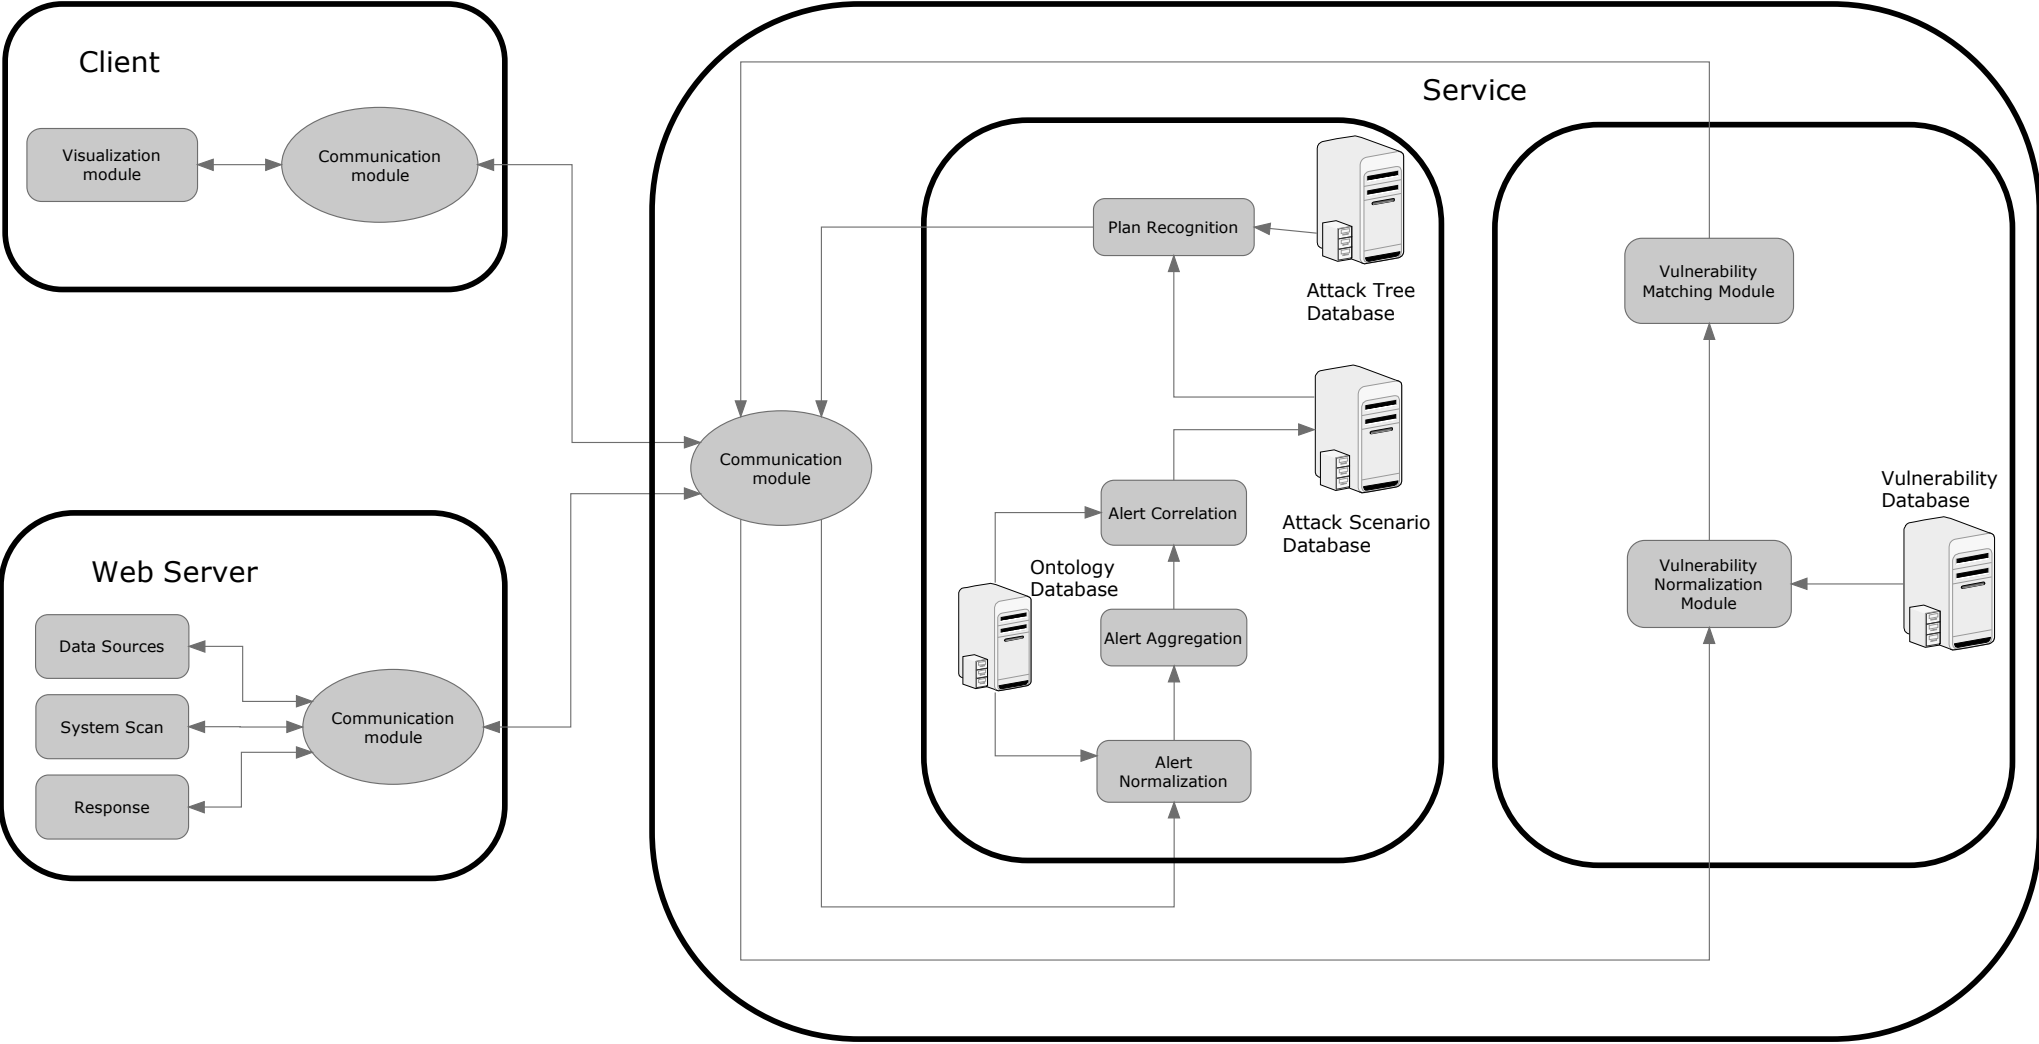 Client
Visualization
module
Communication
module
Web Server
Data Sources
System Scan
Response
Communication
module
Service
Communication
module
Plan Recognition
Attack Tree
Database
Attack Scenario
Database
Alert Correlation
Ontology
Database
Alert Aggregation
Alert
Normalization
Vulnerability
Matching Module
Vulnerability
Database
Vulnerability
Normalization
Module